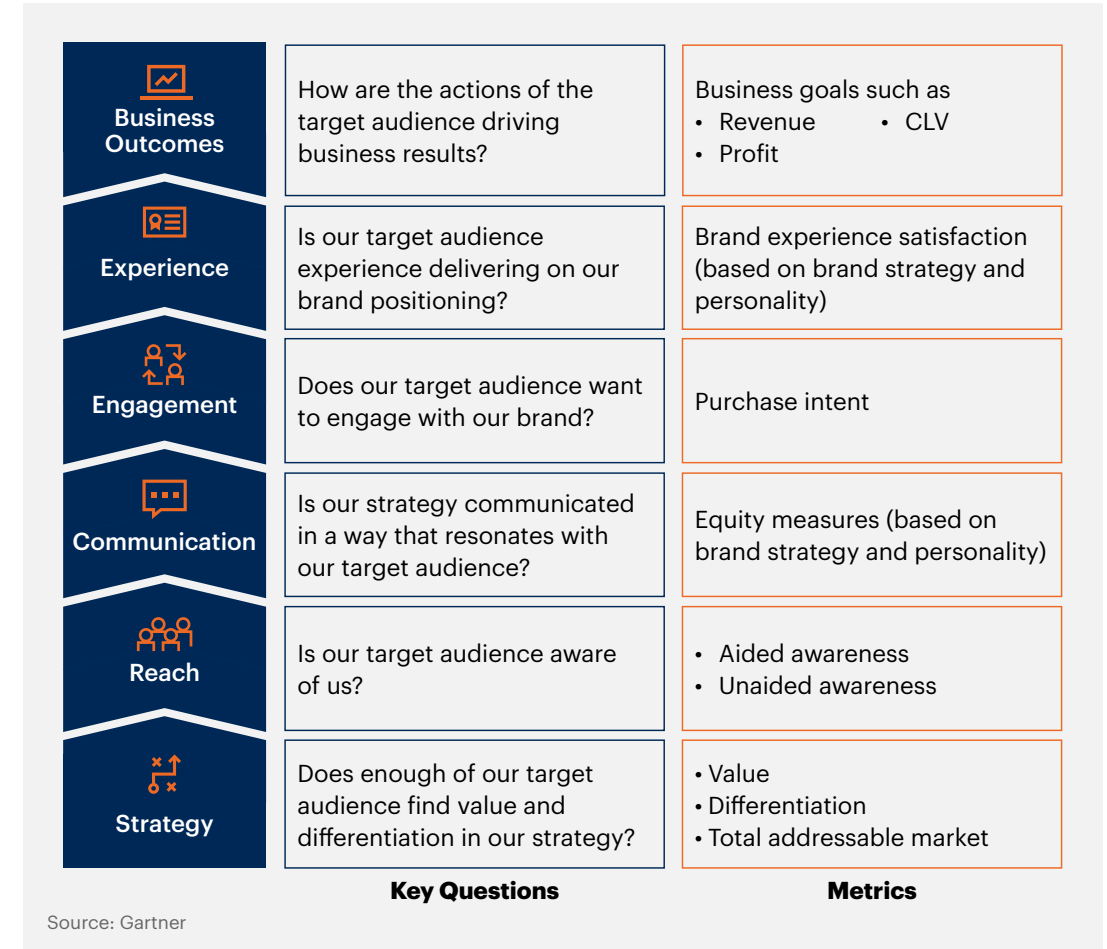 Business
Outcomes
How are the actions of the
target audience driving
business results?
Business goals such as
• Revenue • CLV
• Profit
Experience
Is our target audience
experience delivering on our
brand positioning?
Brand experience satisfaction
(based on brand strategy and
personality)
Engagement
Does our target audience want
to engage with our brand?
Purchase intent
Communication
Is our strategy communicated
in a way that resonates with
our target audience?
Equity measures (based on
brand strategy and personality)
Reach
Is our target audience aware
of us?
• Aided awareness
• Unaided awareness
Strategy
Does enough of our target
audience find value and
differentiation in our strategy?
• Value
• Differentiation
• Total addressable market
Key Questions
Metrics
Source: Gartner